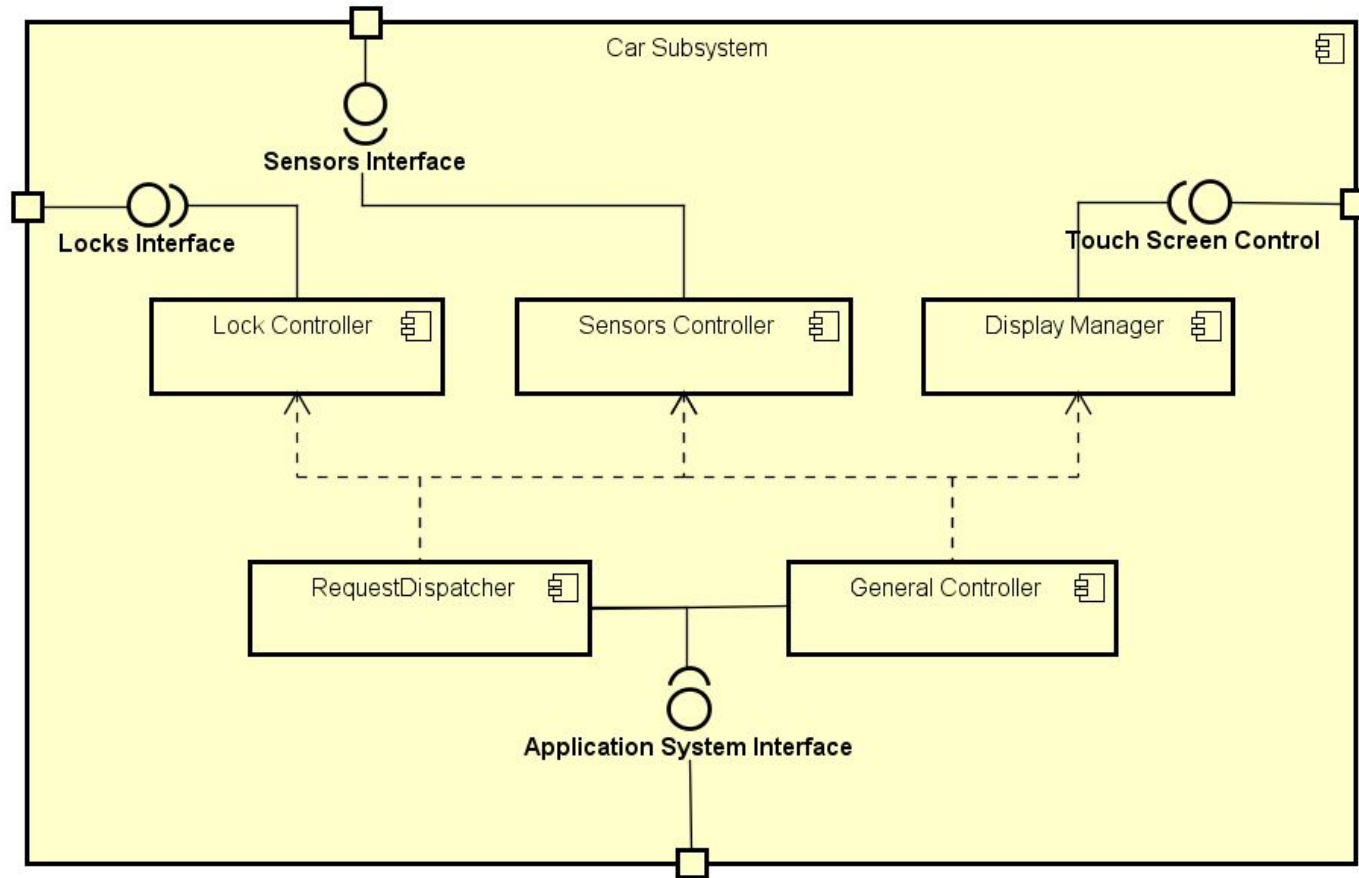 Car Subsystem
Sensors Interface
Locks Interface
Touch Screen Control
Lock Controller
Sensors Controller
Display Manager
RequestDispatcher
General Controller
Application System Interface